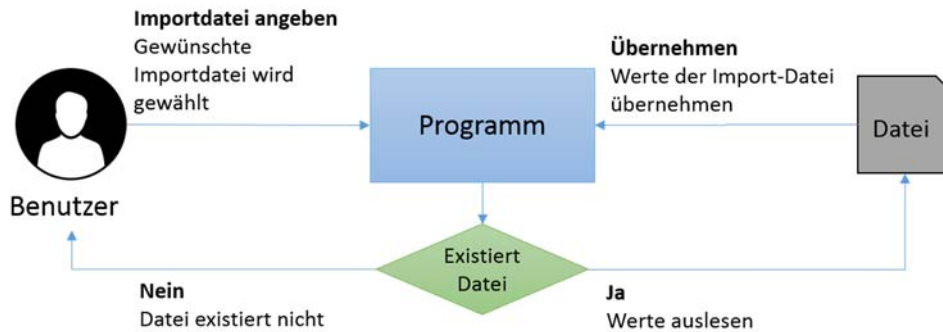 Importdatei angeben
Gewünschte
Importdatei wird
gewählt
Übernehmen
Werte der Import-Datei
übernehmen
Programm
Datei
Benutzer
Existiert
Datei
Nein
Datei existiert nicht
Ja
Werte auslesen